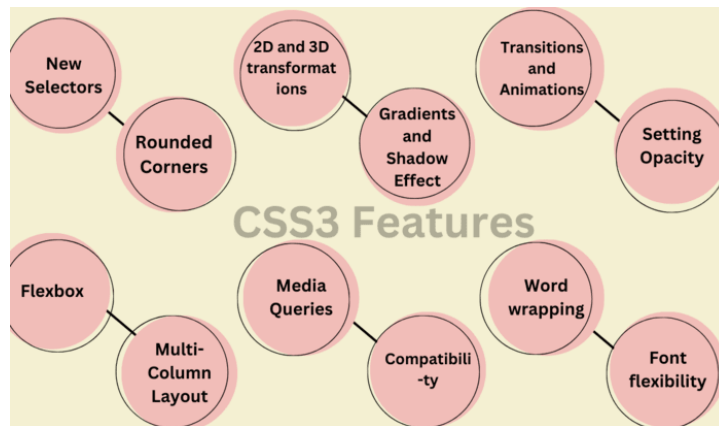 New
Selectors
Rounded
Corners
2D and 3D
transformat
ions
Gradients
and
Shadow
Effect
Transitions
and
Animations
Setting
Opacity
CSS3 Features
Flexbox
Multi-
Column
Layout
Media
Queries
Compatibili
-ty
Word
wrapping
Font
flexibility